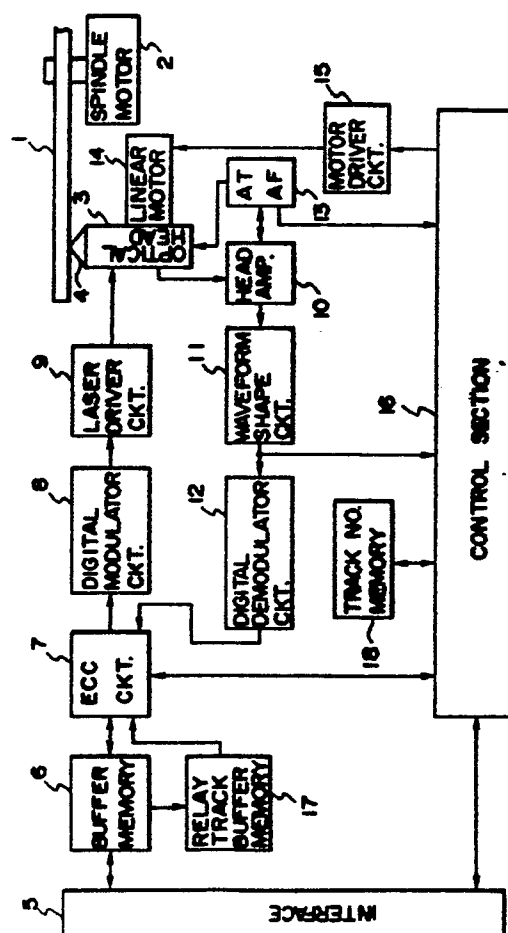 1
SPINDLE
MOTOR
2
3
4
OPTICAL
HEAD
14
LINEAR
MOTOR
15
MOTOR
DRIVER
CKT.
AT
AF
13
HEAD
AMP.
10
9
LASER
DRIVER
CKT.
8
DIGITAL
MODULATOR
CKT.
7
ECC
CKT.
6
BUFFER
MEMORY
5
INTERFACE
RELAY
TRACK
BUFFER
MEMORY
17
11
WAVEFORM
SHAPE
CKT.
12
DIGITAL
DEMODULATOR
CKT.
TRACK NO.
MEMORY
18
16
CONTROL SECTION